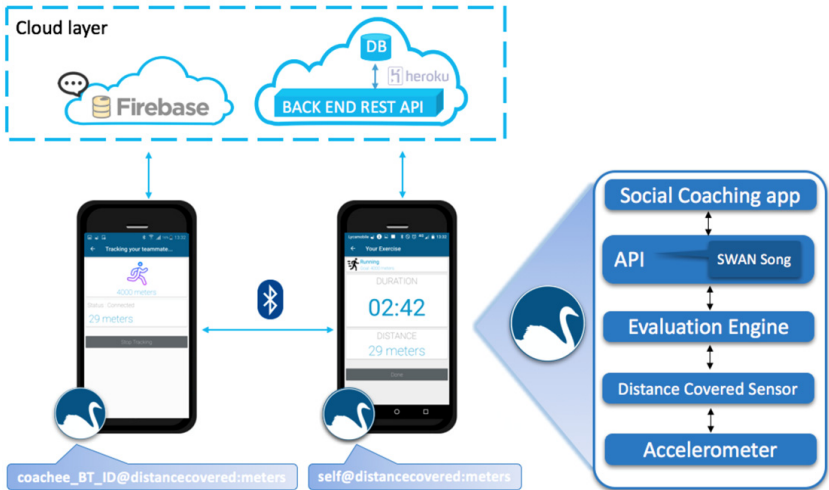 Cloud layer
DB
heroku
Firebase
BACK END REST API
Tracking your teammate...
4000 meters
Status: Connected
29 meters
Stop Tracking
Your Exercise
Running
DURATION
02:42
DISTANCE
29 meters
Done
coachee_BT_ID@distancecovered:meters
self@distancecovered:meters
Social Coaching app
API
SWAN Song
Evaluation Engine
Distance Covered Sensor
Accelerometer